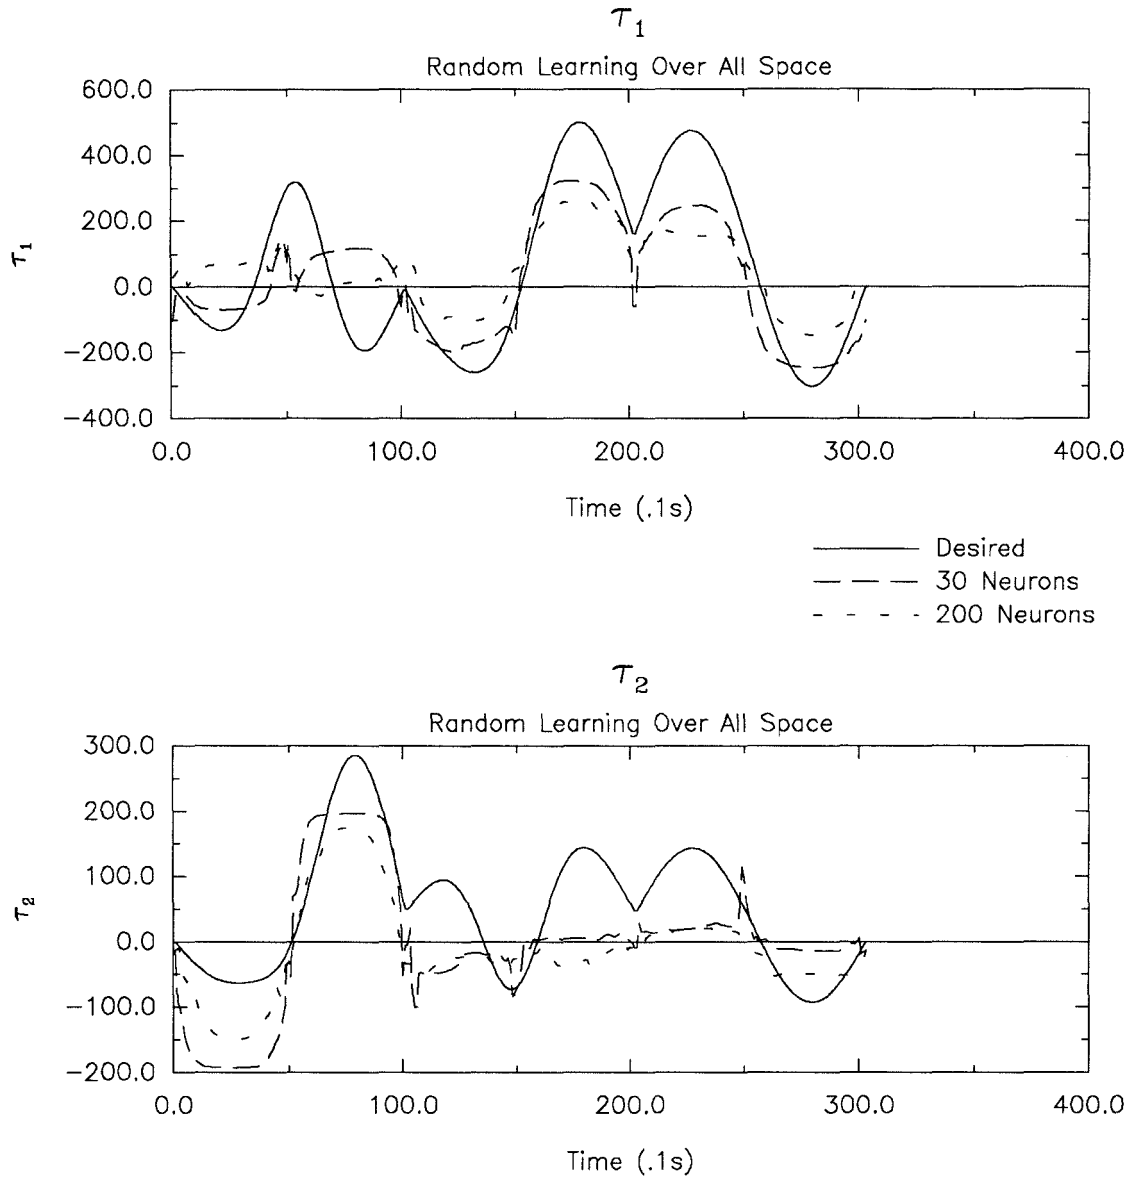 τ1
Random Learning Over All Space
600.0
400.0
200.0
0.0
−200.0
−400.0
τ1
0.0 100.0 200.0 300.0 400.0
Time (.1s)
Desired
30 Neurons
200 Neurons
τ2
Random Learning Over All Space
300.0
200.0
100.0
0.0
−100.0
−200.0
τ2
0.0 100.0 200.0 300.0 400.0
Time (.1s)